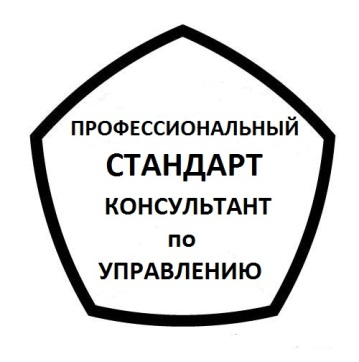 ПРОФЕССИОНАЛЬНЫЙ
СТАНДАРТ
КОНСУЛЬТАНТ
по
УПРАВЛЕНИЮ